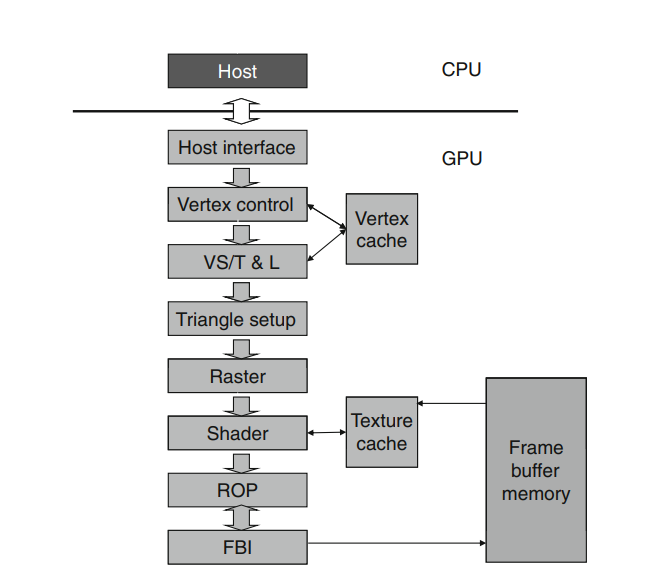 Host
CPU
Host interface
GPU
Vertex control
Vertex
cache
VS/T & L
Triangle setup
Raster
Shader
Texture
cache
Frame
buffer
memory
ROP
FBI